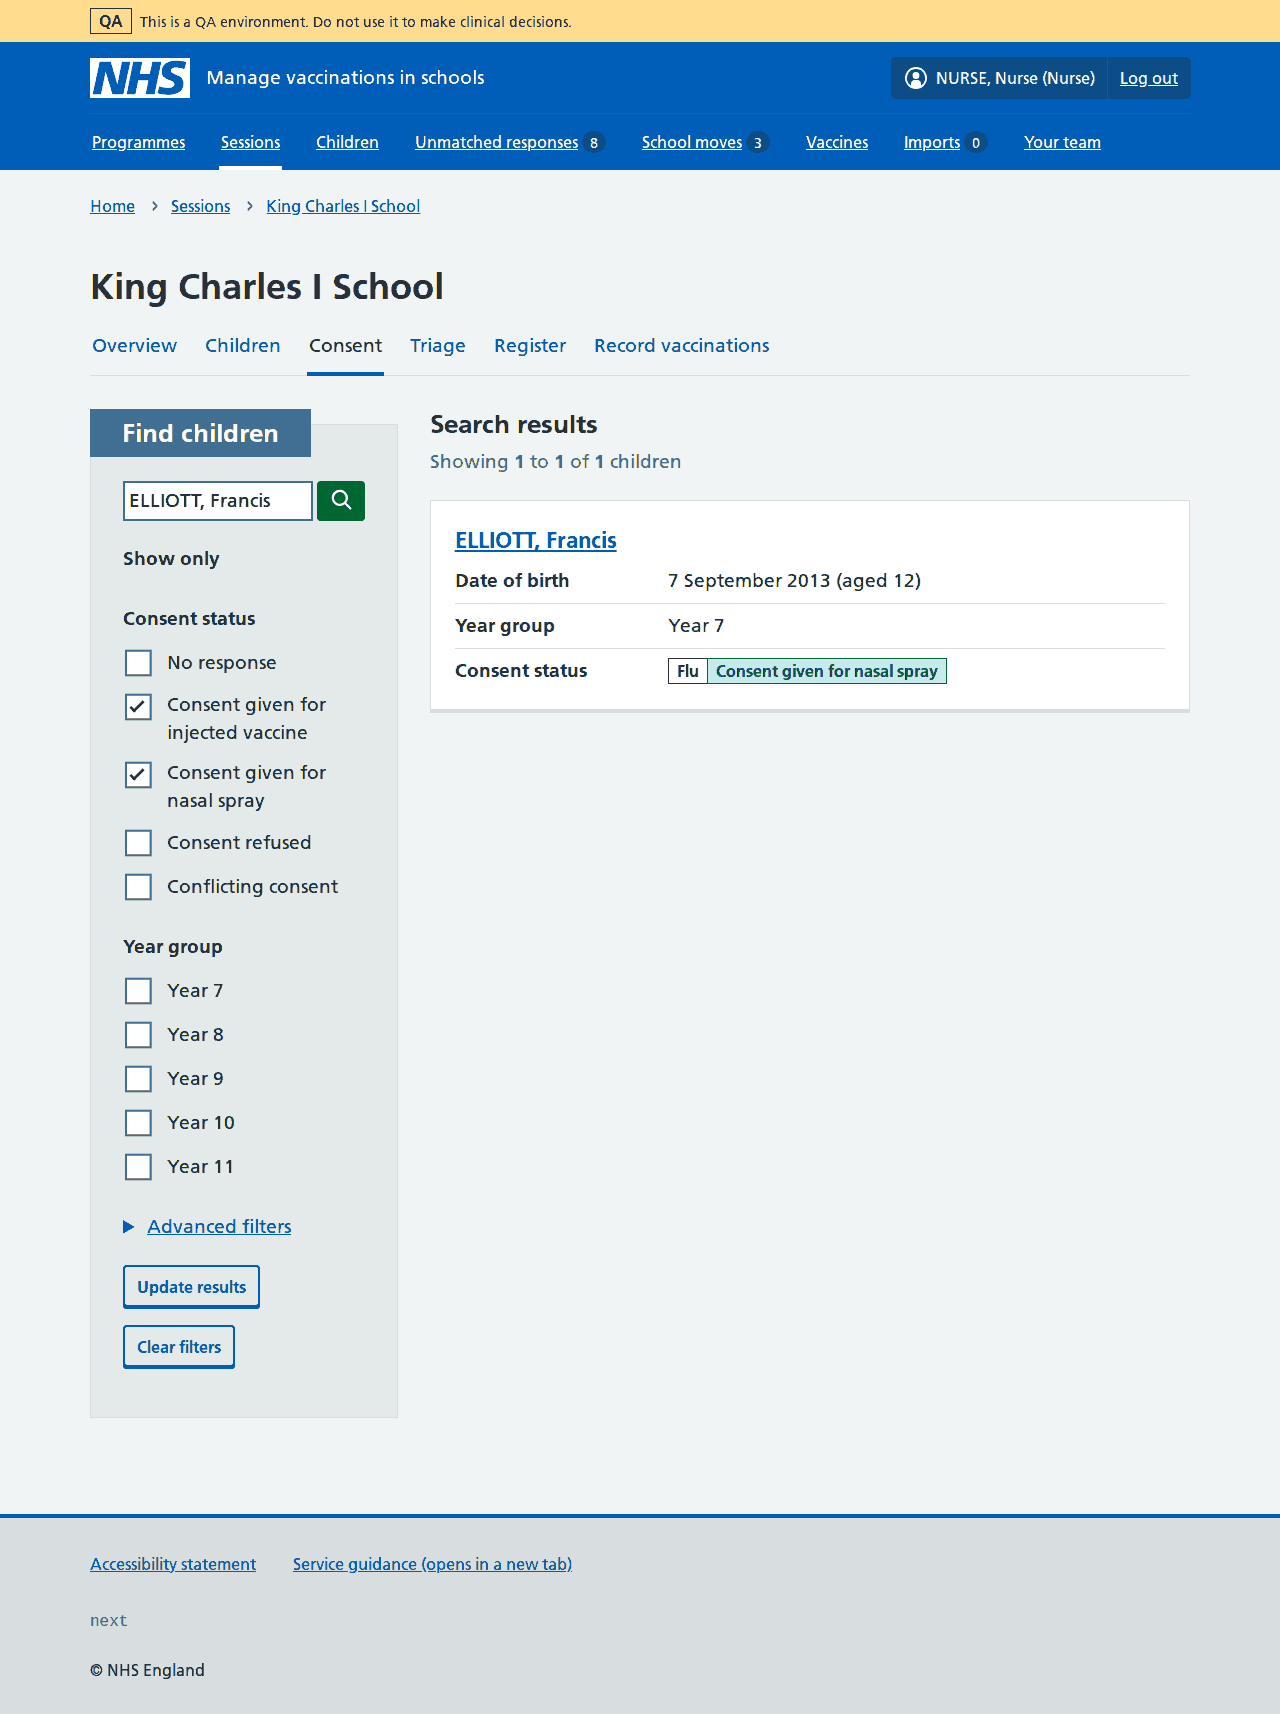 QA This is a QA environment. Do not use it to make clinical decisions.
NHS Manage vaccinations in schools
NURSE, Nurse (Nurse) Log out
Programmes Sessions Children Unmatched responses 8 School moves 3 Vaccines Imports 0 Your team
Home Sessions King Charles I School
King Charles I School
Overview Children Consent Triage Register Record vaccinations
Find children
ELLIOTT, Francis
Show only
Consent status
No response
Consent given for
injected vaccine
Consent given for
nasal spray
Consent refused
Conflicting consent
Year group
Year 7
Year 8
Year 9
Year 10
Year 11
Advanced filters
Update results
Clear filters
Search results
Showing 1 to 1 of 1 children
ELLIOTT, Francis
Date of birth 7 September 2013 (aged 12)
Year group Year 7
Consent status Flu Consent given for nasal spray
Accessibility statement Service guidance (opens in a new tab)
next
© NHS England